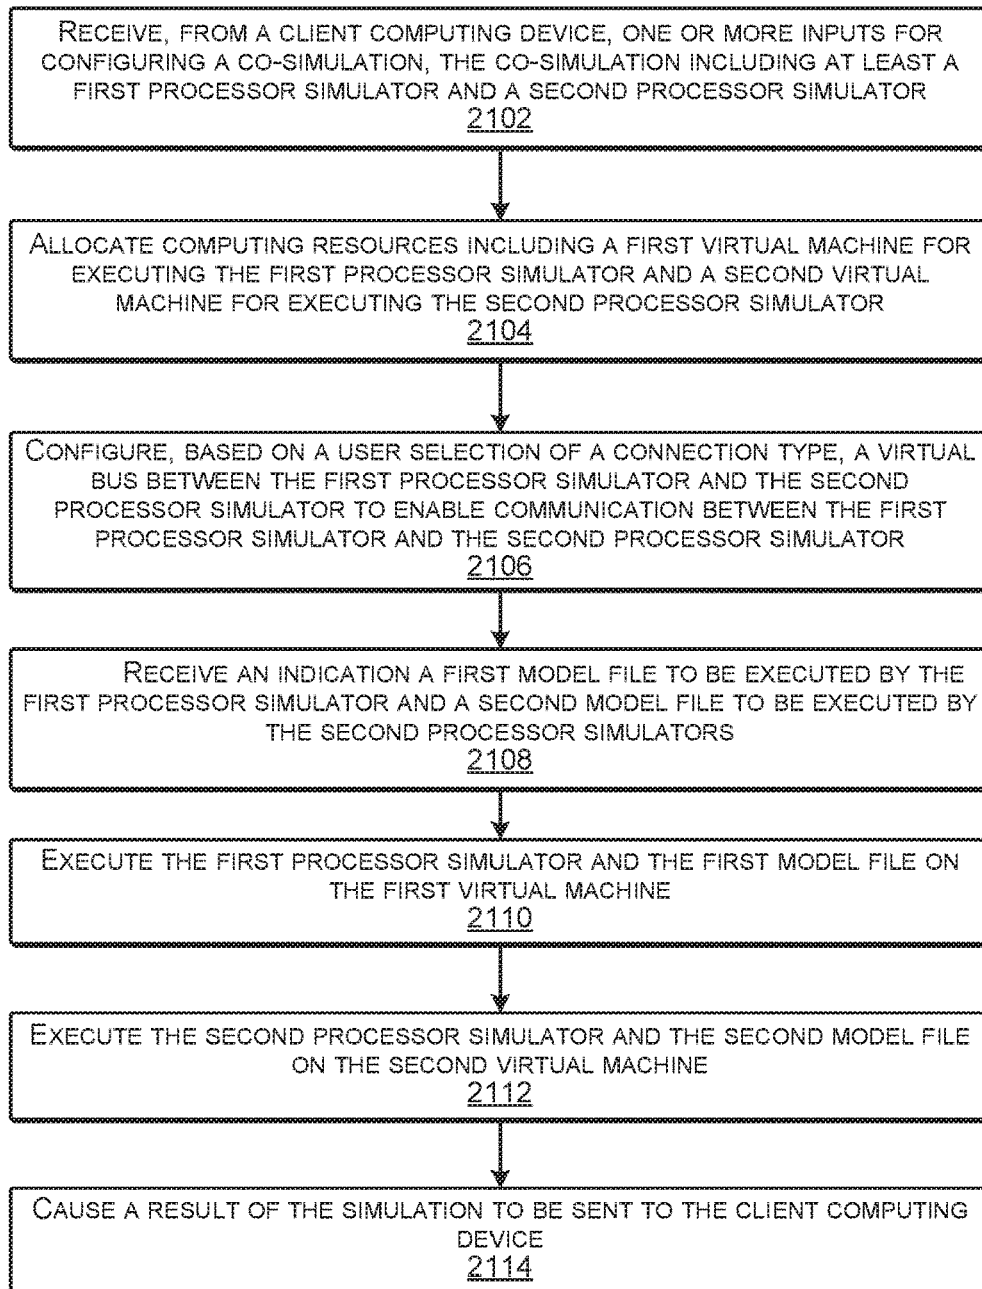 RECEIVE, FROM A CLIENT COMPUTING DEVICE, ONE OR MORE INPUTS FOR
CONFIGURING A CO-SIMULATION, THE CO-SIMULATION INCLUDING AT LEAST A
FIRST PROCESSOR SIMULATOR AND A SECOND PROCESSOR SIMULATOR
2102
ALLOCATE COMPUTING RESOURCES INCLUDING A FIRST VIRTUAL MACHINE FOR
EXECUTING THE FIRST PROCESSOR SIMULATOR AND A SECOND VIRTUAL
MACHINE FOR EXECUTING THE SECOND PROCESSOR SIMULATOR
2104
CONFIGURE, BASED ON A USER SELECTION OF A CONNECTION TYPE, A VIRTUAL
BUS BETWEEN THE FIRST PROCESSOR SIMULATOR AND THE SECOND
PROCESSOR SIMULATOR TO ENABLE COMMUNICATION BETWEEN THE FIRST
PROCESSOR SIMULATOR AND THE SECOND PROCESSOR SIMULATOR
2106
RECEIVE AN INDICATION A FIRST MODEL FILE TO BE EXECUTED BY THE
FIRST PROCESSOR SIMULATOR AND A SECOND MODEL FILE TO BE EXECUTED BY
THE SECOND PROCESSOR SIMULATORS
2108
EXECUTE THE FIRST PROCESSOR SIMULATOR AND THE FIRST MODEL FILE ON
THE FIRST VIRTUAL MACHINE
2110
EXECUTE THE SECOND PROCESSOR SIMULATOR AND THE SECOND MODEL FILE
ON THE SECOND VIRTUAL MACHINE
2112
CAUSE A RESULT OF THE SIMULATION TO BE SENT TO THE CLIENT COMPUTING
DEVICE
2114